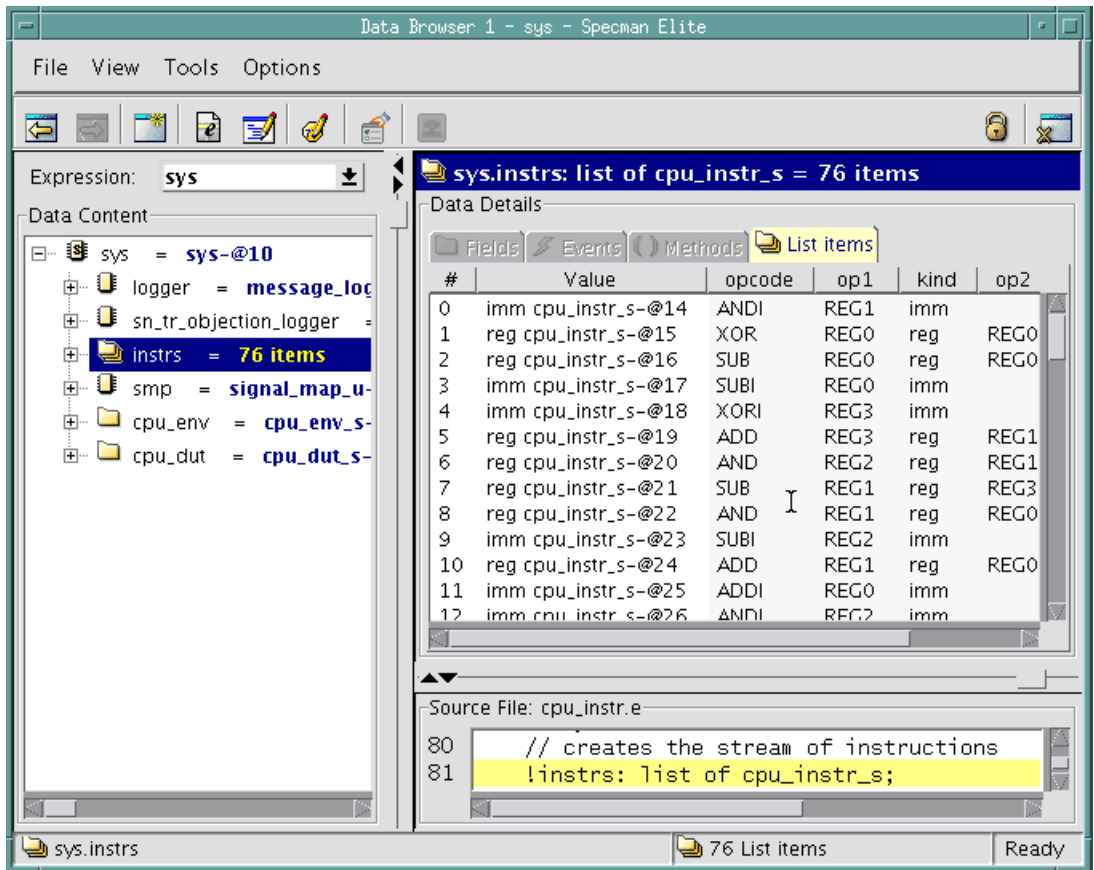 Data Browser 1 - sys - Specman Elite
File View Tools Options
Expression: sys
Data Content
sys = sys-@10
logger = message_log
sn_tr_objection_logger =
instrs = 76 items
smp = signal_map_u-
cpu_env = cpu_env_s-
cpu_dut = cpu_dut_s-
sys.instrs: list of cpu_instr_s = 76 items
Data Details
Fields Events Methods List items
# Value opcode op1 kind op2
0 imm cpu_instr_s-@14 ANDI REG1 imm
1 reg cpu_instr_s-@15 XOR REG0 reg REG0
2 reg cpu_instr_s-@16 SUB REG0 reg REG0
3 imm cpu_instr_s-@17 SUBI REG0 imm
4 imm cpu_instr_s-@18 XORI REG3 imm
5 reg cpu_instr_s-@19 ADD REG3 reg REG1
6 reg cpu_instr_s-@20 AND REG2 reg REG1
7 reg cpu_instr_s-@21 SUB REG1 reg REG3
8 reg cpu_instr_s-@22 AND REG1 reg REG0
9 imm cpu_instr_s-@23 SUBI REG2 imm
10 reg cpu_instr_s-@24 ADD REG1 reg REG0
11 imm cpu_instr_s-@25 ADDI REG0 imm
12 imm cpu_instr_s-@26 ANDI REG2 imm
Source File: cpu_instr.e
80 // creates the stream of instructions
81 !instrs: list of cpu_instr_s;
sys.instrs
76 List items
Ready